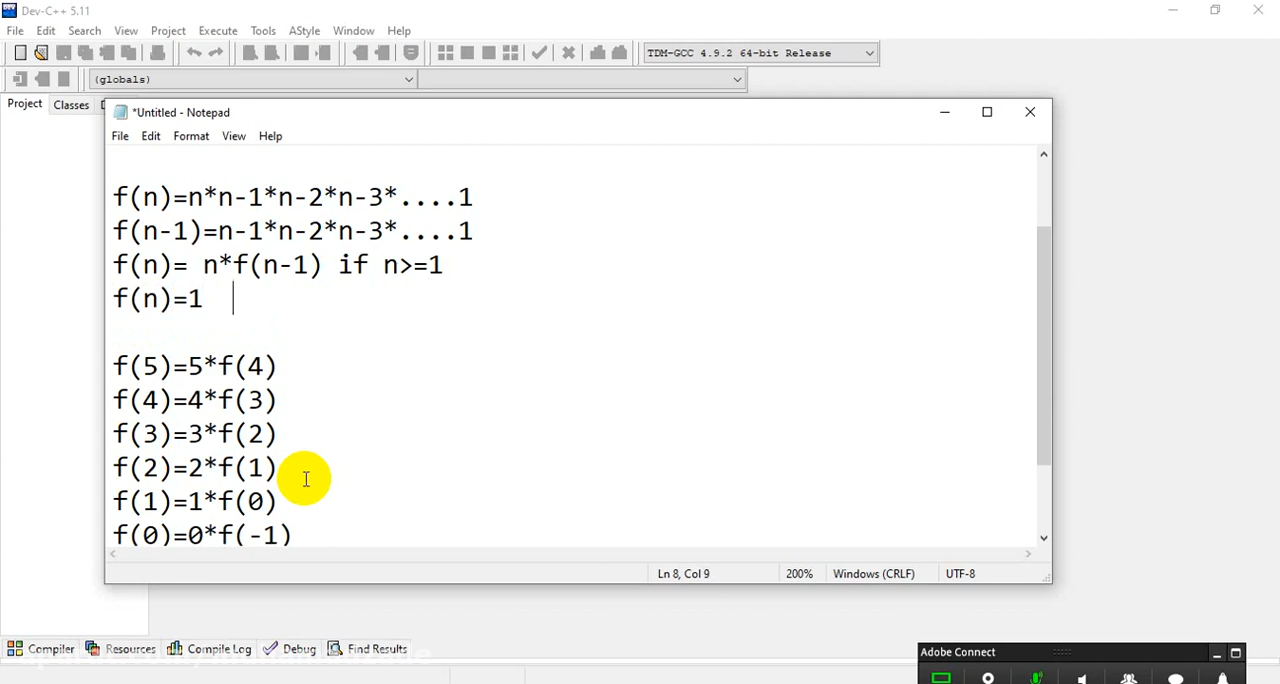 Dev-C++ 5.11
File Edit Search View Project Execute Tools AStyle Window Help
TDM-GCC 4.9.2 64-bit Release
(globals)
Project Classes
*Untitled - Notepad
File Edit Format View Help
f(n)=n*n-1*n-2*n-3*....1
f(n-1)=n-1*n-2*n-3*....1
f(n)= n*f(n-1) if n>=1
f(n)=1
f(5)=5*f(4)
f(4)=4*f(3)
f(3)=3*f(2)
f(2)=2*f(1)
f(1)=1*f(0)
f(0)=0*f(-1)
Ln 8, Col 9 200% Windows (CRLF) UTF-8
Compiler Resources Compile Log Debug Find Results
Adobe Connect